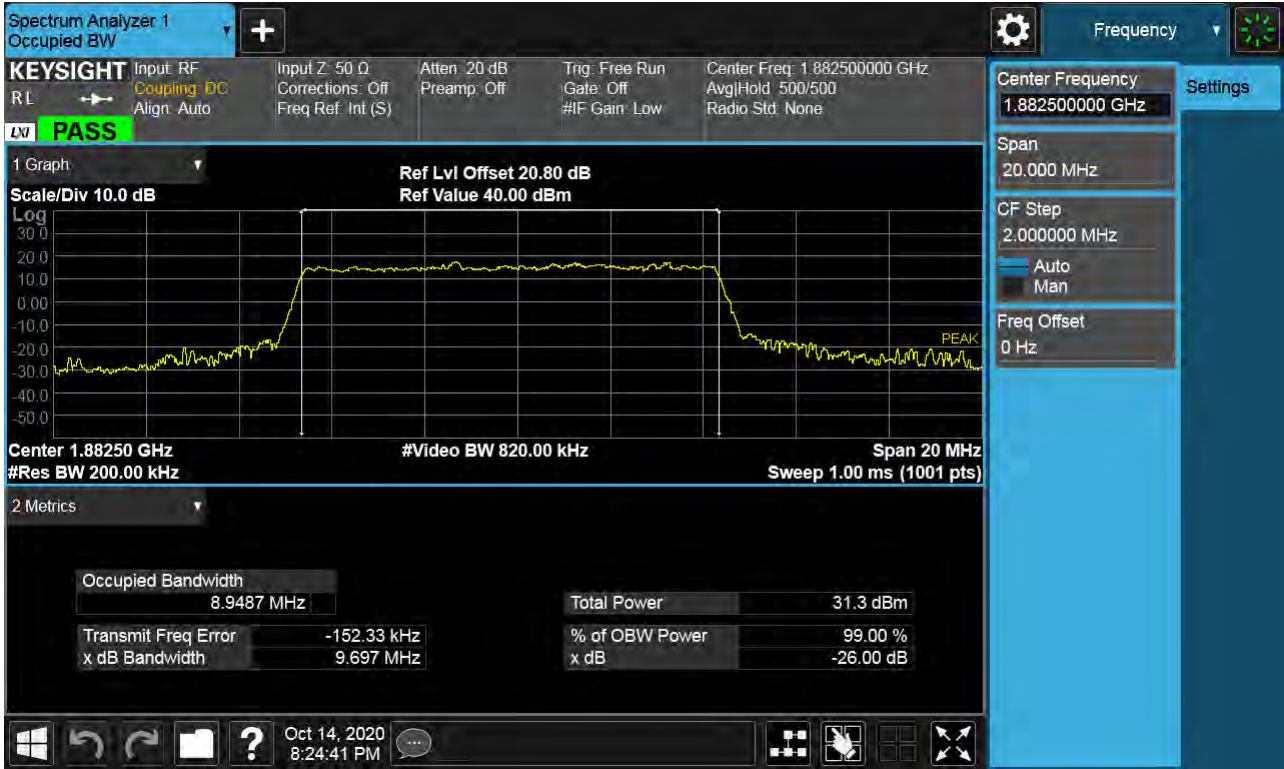 Spectrum Analyzer 1
Occupied BW
+
Frequency
KEYSIGHT
RL
LXI
PASS
Input: RF
Coupling: DC
Align: Auto
Input Z: 50 Ω
Corrections: Off
Freq Ref: Int (S)
Atten: 20 dB
Preamp: Off
Trig: Free Run
Gate: Off
#IF Gain: Low
Center Freq: 1.882500000 GHz
Avg|Hold: 500/500
Radio Std: None
1 Graph
Scale/Div 10.0 dB
Ref Lvl Offset 20.80 dB
Ref Value 40.00 dBm
Log
30.0
20.0
10.0
0.00
-10.0
-20.0
-30.0
-40.0
-50.0
PEAK
Center 1.88250 GHz
#Video BW 820.00 kHz
Span 20 MHz
#Res BW 200.00 kHz
Sweep 1.00 ms (1001 pts)
2 Metrics
Occupied Bandwidth
8.9487 MHz
Transmit Freq Error -152.33 kHz
x dB Bandwidth 9.697 MHz
Total Power 31.3 dBm
% of OBW Power 99.00 %
x dB -26.00 dB
Center Frequency
1.882500000 GHz
Span
20.000 MHz
CF Step
2.000000 MHz
Auto
Man
Freq Offset
0 Hz
Settings
?
Oct 14, 2020
8:24:41 PM